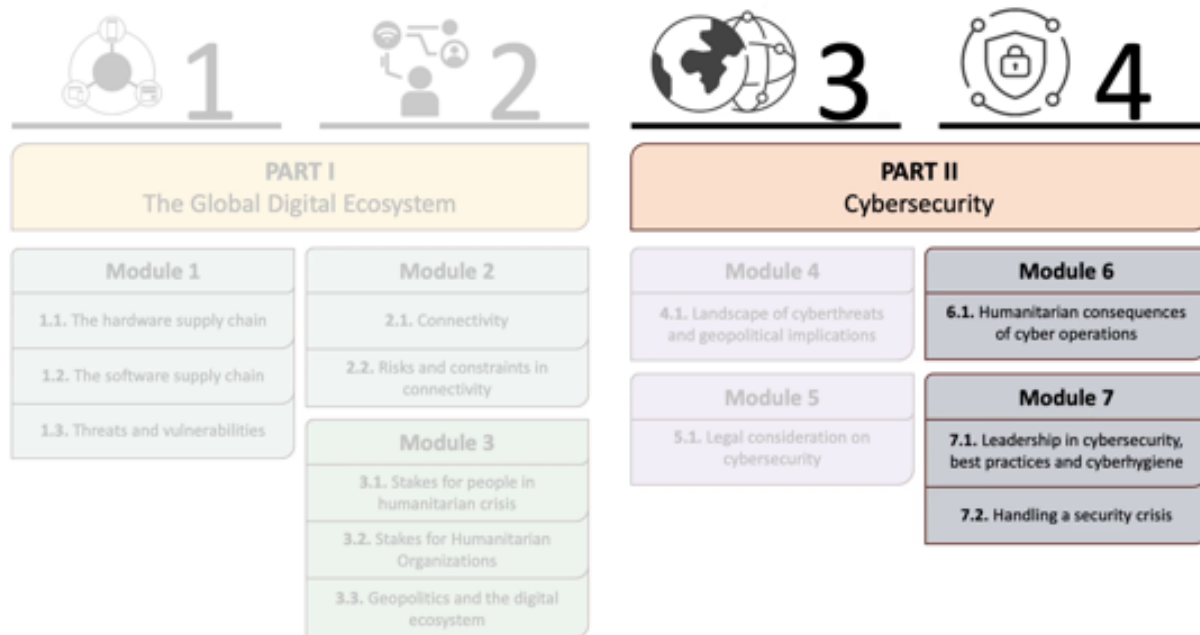 1
2
3
4
PART I
The Global Digital Ecosystem
PART II
Cybersecurity
Module 1
1.1. The hardware supply chain
1.2. The software supply chain
1.3. Threats and vulnerabilities
Module 2
2.1. Connectivity
2.2. Risks and constraints in
connectivity
Module 3
3.1. Stakes for people in
humanitarian crisis
3.2. Stakes for Humanitarian
Organizations
3.3. Geopolitics and the digital
ecosystem
Module 4
4.1. Landscape of cyberthreats
and geopolitical implications
Module 5
5.1. Legal consideration on
cybersecurity
Module 6
6.1. Humanitarian consequences
of cyber operations
Module 7
7.1. Leadership in cybersecurity,
best practices and cyberhygiene
7.2. Handling a security crisis